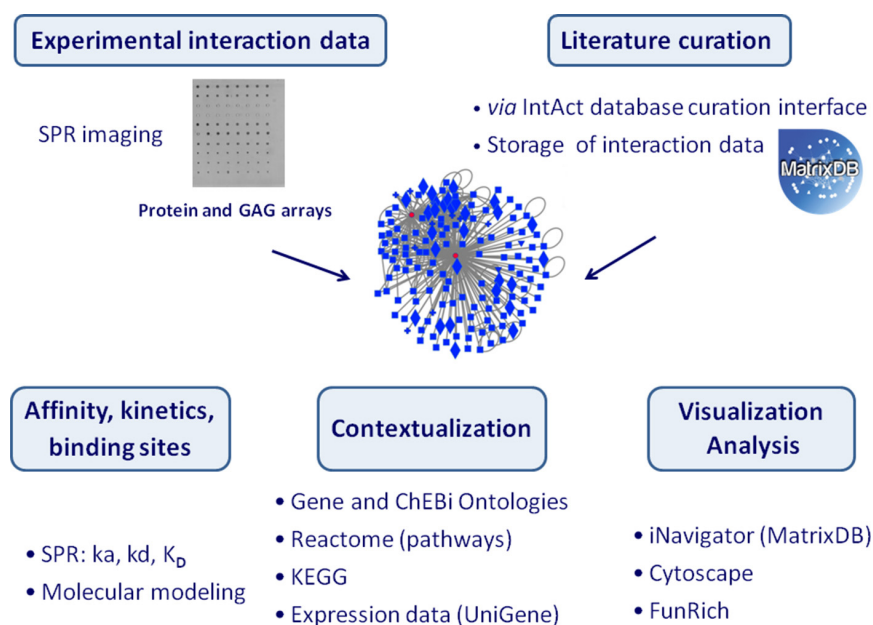 Experimental interaction data
Literature curation
SPR imaging
Protein and GAG arrays
• via IntAct database curation interface
• Storage of interaction data
MatrixDB
Affinity, kinetics,
binding sites
• SPR: ka, kd, KD
• Molecular modeling
Contextualization
• Gene and ChEBi Ontologies
• Reactome (pathways)
• KEGG
• Expression data (UniGene)
Visualization
Analysis
• iNavigator (MatrixDB)
• Cytoscape
• FunRich